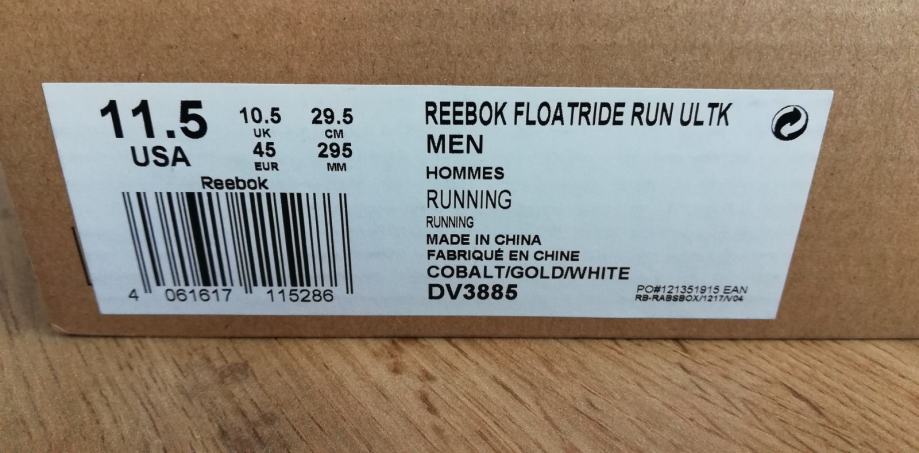 11.5
USA
10.5
UK
45
EUR
29.5
CM
295
MM
Reebok
4 061617 115286
REEBOK FLOATRIDE RUN ULTK
MEN
HOMMES
RUNNING
RUNNING
MADE IN CHINA
FABRIQUÉ EN CHINE
COBALT/GOLD/WHITE
DV3885
PO#121351915 EAN
RB-RABSBOX/1217/V04